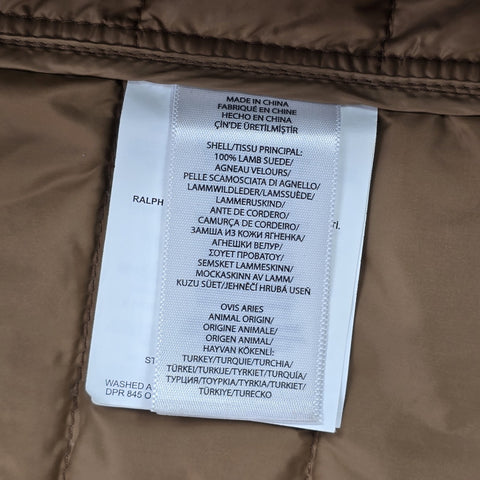 MADE IN CHINA
FABRIQUÉ EN CHINE
HECHO EN CHINA
ÇİN'DE ÜRETİLMİŞTİR
SHELL/TISSU PRINCIPAL:
100% LAMB SUEDE/
AGNEAU VELOURS/
PELLE SCAMOSCIATA DI AGNELLO/
LAMMWILDLEDER/LAMSSUÈDE/
LAMMERUSKIND/
ANTE DE CORDERO/
CAMURÇA DE CORDEIRO/
ЗАМША ИЗ КОЖИ ЯГНЕНКА/
АГНЕШКИ ВЕЛУР/
ΣΟΥΕΤ ΠΡΟΒΑΤΟΥ/
SEMSKET LAMMESKINN/
MOCKASKINN AV LAMM/
KUZU SÜET/JEHNĚČÍ HRUBÁ USEŇ
OVIS ARIES
ANIMAL ORIGIN/
ORIGINE ANIMALE/
ORIGEN ANIMAL/
HAYVAN KÖKENLİ:
TURKEY/TURQUIE/TURCHIA/
TÜRKEI/TURKIJE/TYRKIET/TURQUÍA/
ТУРЦИЯ/ΤΟΥΡΚΙΑ/TYRKIA/TURKIET/
TÜRKİYE/TURECKO
RALPH
ST
WASHED A
DPR 845 O